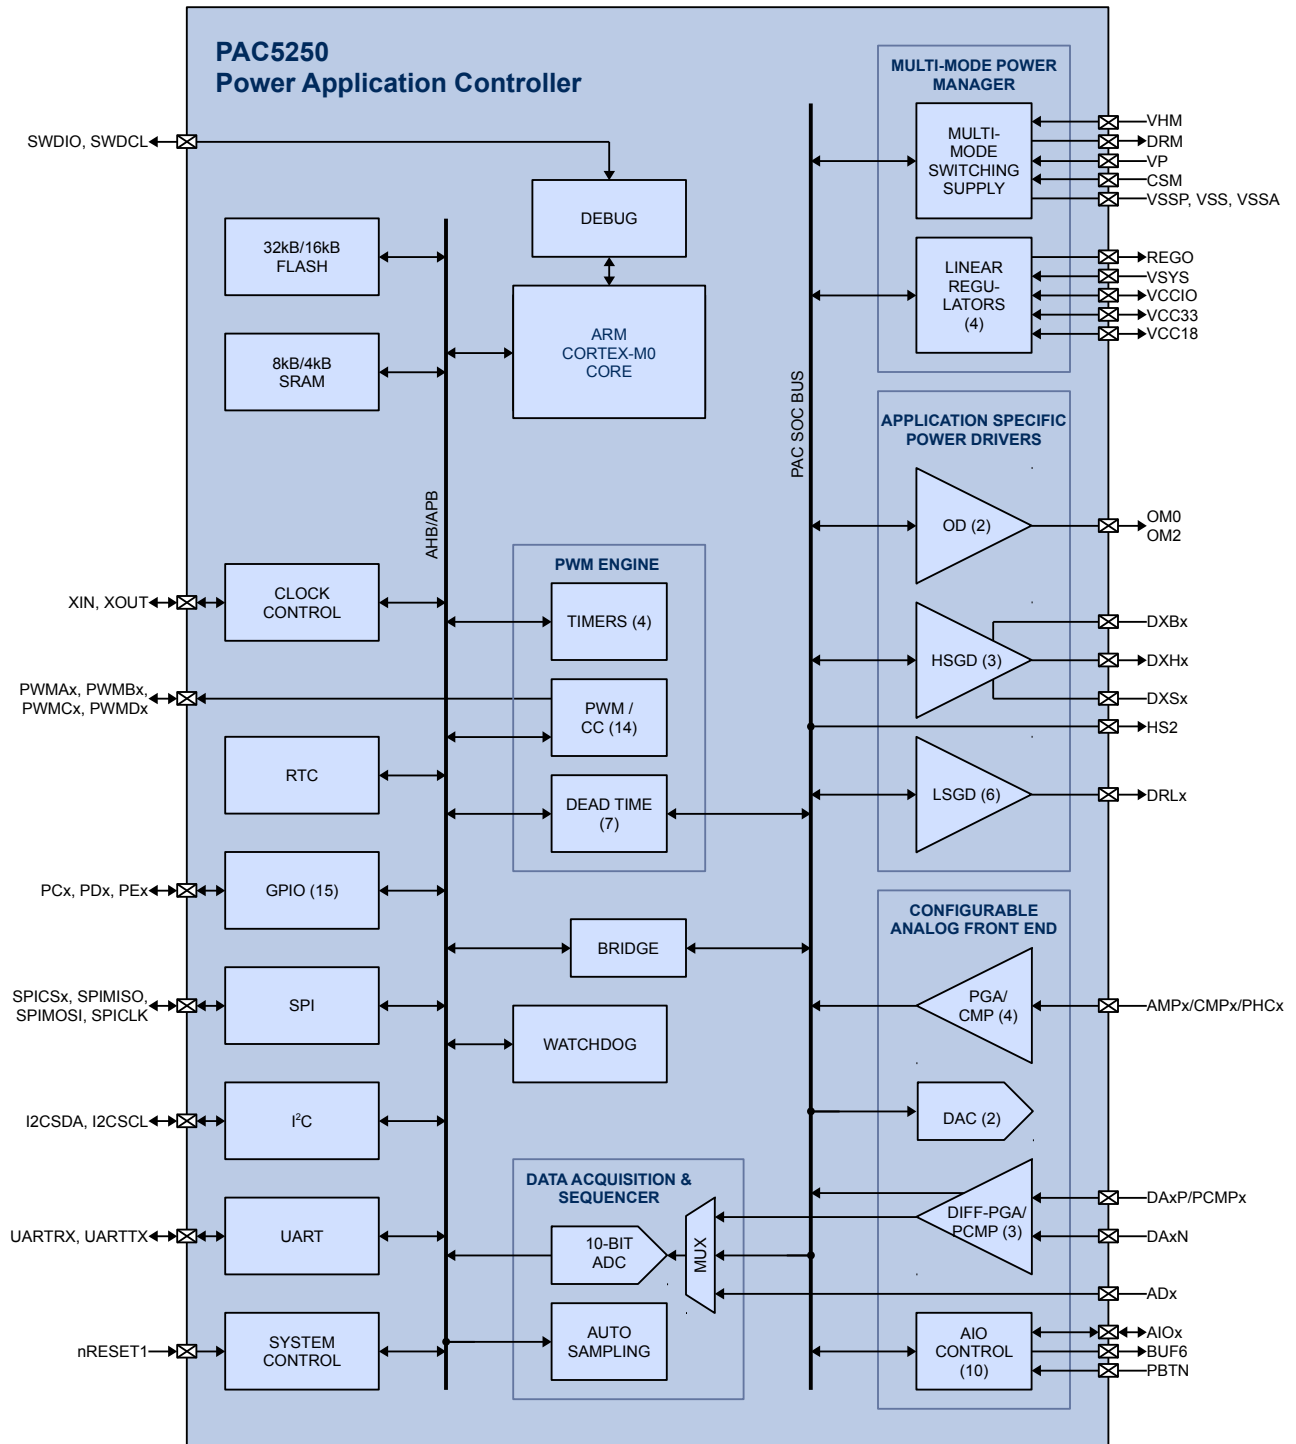 PAC5250
Power Application Controller
SWDIO, SWDCL
DEBUG
32kB/16kB
FLASH
ARM
CORTEX-M0
CORE
8kB/4kB
SRAM
AHB/APB
PAC SOC BUS
XIN, XOUT
CLOCK
CONTROL
PWM ENGINE
TIMERS (4)
PWMAx, PWMBx,
PWMCx, PWMDx
PWM /
CC (14)
RTC
DEAD TIME
(7)
PCx, PDx, PEx
GPIO (15)
BRIDGE
SPICSx, SPIMISO,
SPIMOSI, SPICLK
SPI
WATCHDOG
I2CSDA, I2CSCL
I²C
DATA ACQUISITION &
SEQUENCER
UARTRX, UARTTX
UART
10-BIT
ADC
MUX
AUTO
SAMPLING
nRESET1
SYSTEM
CONTROL
MULTI-MODE POWER
MANAGER
MULTI-
MODE
SWITCHING
SUPPLY
VHM
DRM
VP
CSM
VSSP, VSS, VSSA
LINEAR
REGU-
LATORS
(4)
REGO
VSYS
VCCIO
VCC33
VCC18
APPLICATION SPECIFIC
POWER DRIVERS
OD (2)
OM0
OM2
HSGD (3)
DXBx
DXHx
DXSx
HS2
LSGD (6)
DRLx
CONFIGURABLE
ANALOG FRONT END
PGA/
CMP (4)
AMPx/CMPx/PHCx
DAC (2)
DIFF-PGA/
PCMP (3)
DAxP/PCMPx
DAxN
ADx
AIO
CONTROL
(10)
AIOx
BUF6
PBTN